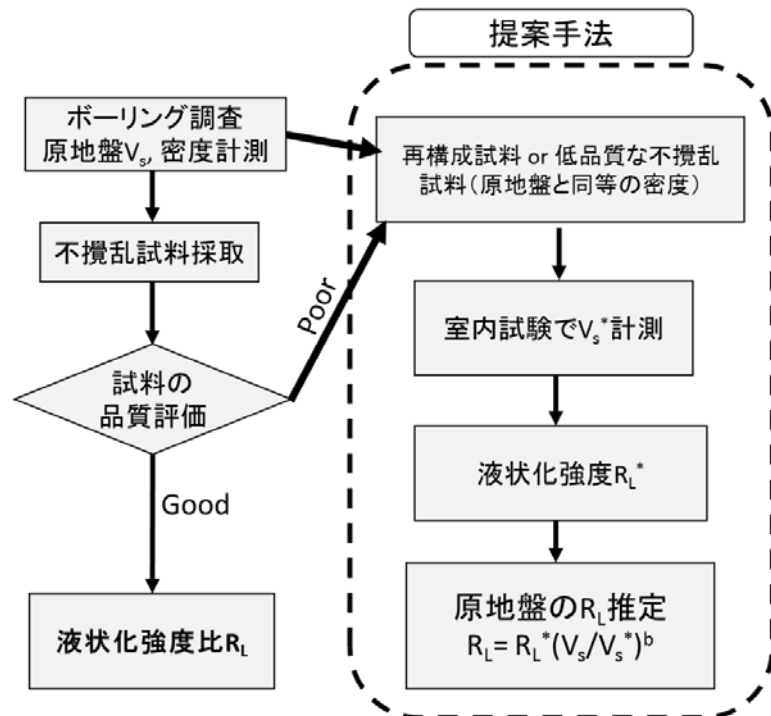 提案手法
ボーリング調査
原地盤Vs, 密度計測
不攪乱試料採取
試料の
品質評価
Poor
Good
液状化強度比RL
再構成試料 or 低品質な不攪乱
試料（原地盤と同等の密度）
室内試験でVs*計測
液状化強度RL*
原地盤のRL推定
RL= RL*(Vs/Vs*)b